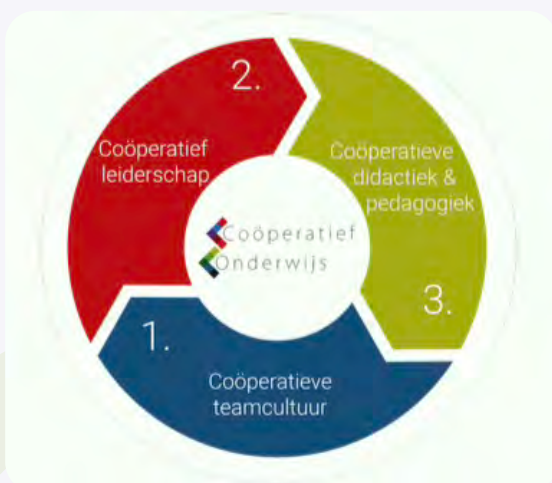 2.
Coöperatief
leiderschap
Coöperatieve
didactiek &
pedagogiek
3.
Coöperatief
Onderwijs
1.
Coöperatieve
teamcultuur